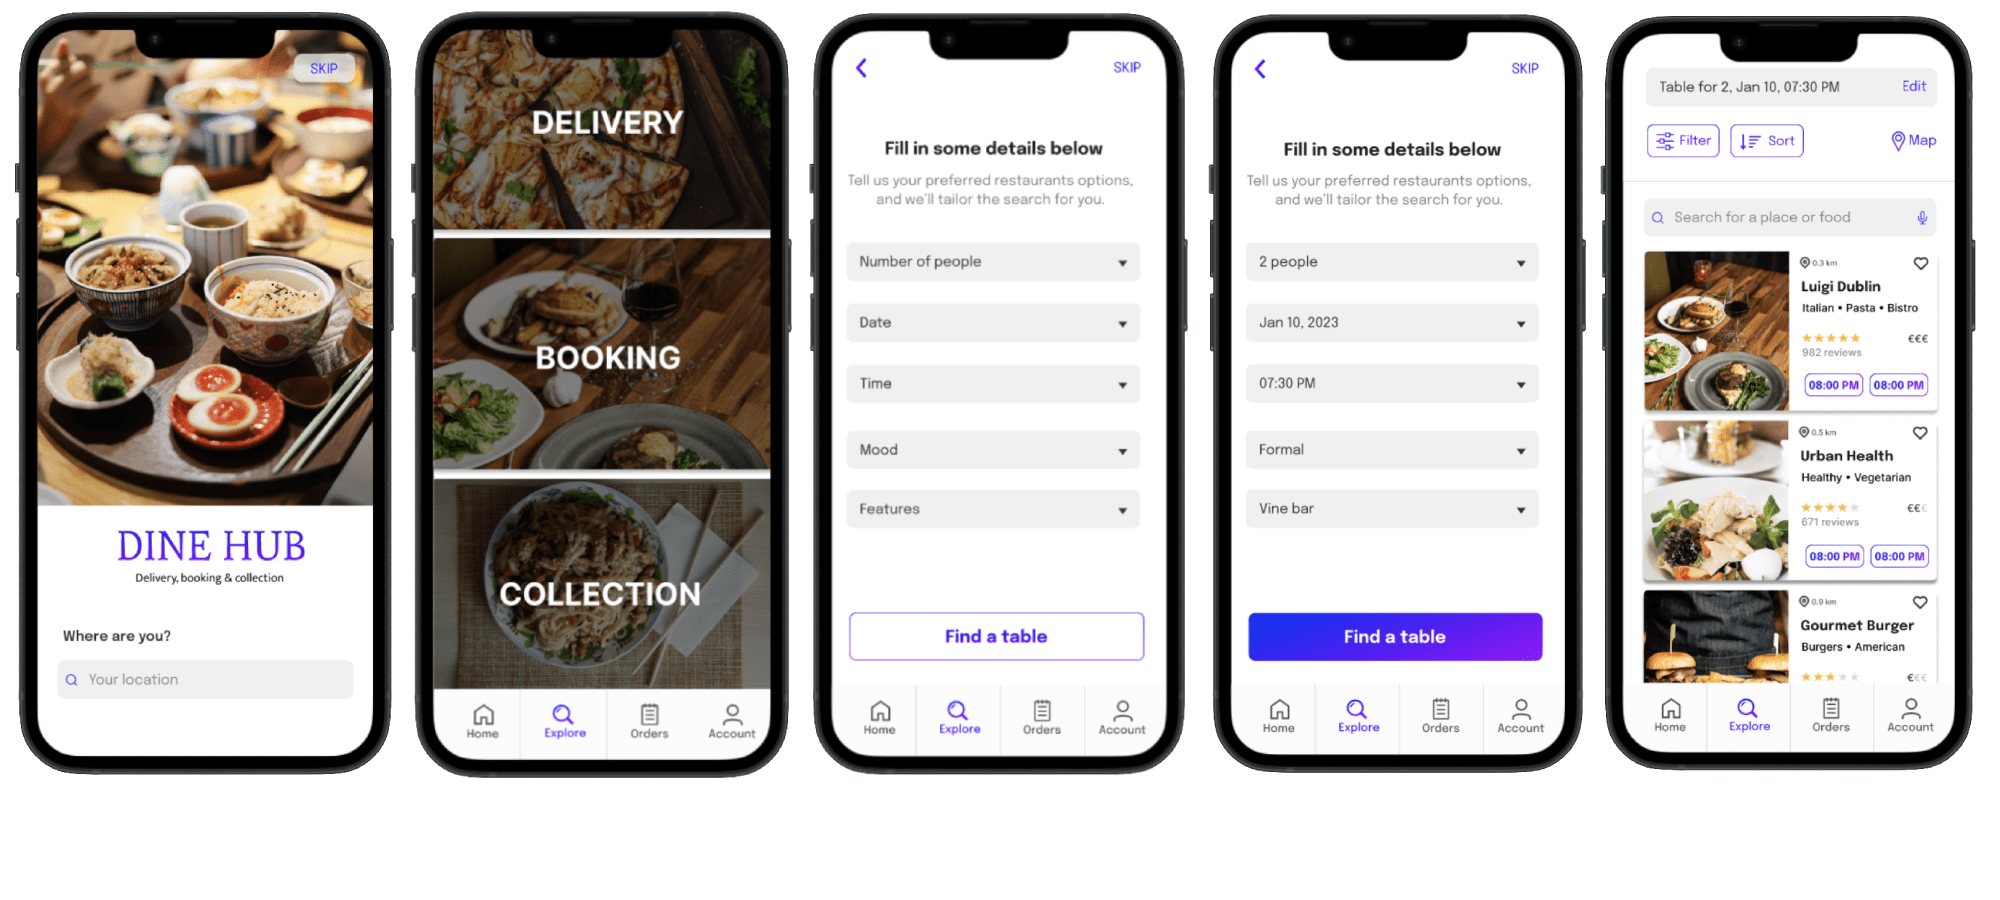 SKIP
DINE HUB
Delivery, booking & collection
Where are you?
Your location
DELIVERY
BOOKING
COLLECTION
Home Explore Orders Account
SKIP
Fill in some details below
Tell us your preferred restaurants options,
and we'll tailor the search for you.
Number of people
Date
Time
Mood
Features
Find a table
Home Explore Orders Account
SKIP
Fill in some details below
Tell us your preferred restaurants options,
and we'll tailor the search for you.
2 people
Jan 10, 2023
07:30 PM
Formal
Vine bar
Find a table
Home Explore Orders Account
Table for 2, Jan 10, 07:30 PM Edit
Filter Sort Map
Search for a place or food
0.3 km
Luigi Dublin
Italian • Pasta • Bistro
€€€
982 reviews
08:00 PM 08:00 PM
0.5 km
Urban Health
Healthy • Vegetarian
€€€
671 reviews
08:00 PM 08:00 PM
0.9 km
Gourmet Burger
Burgers • American
€€€
Home Explore Orders Account